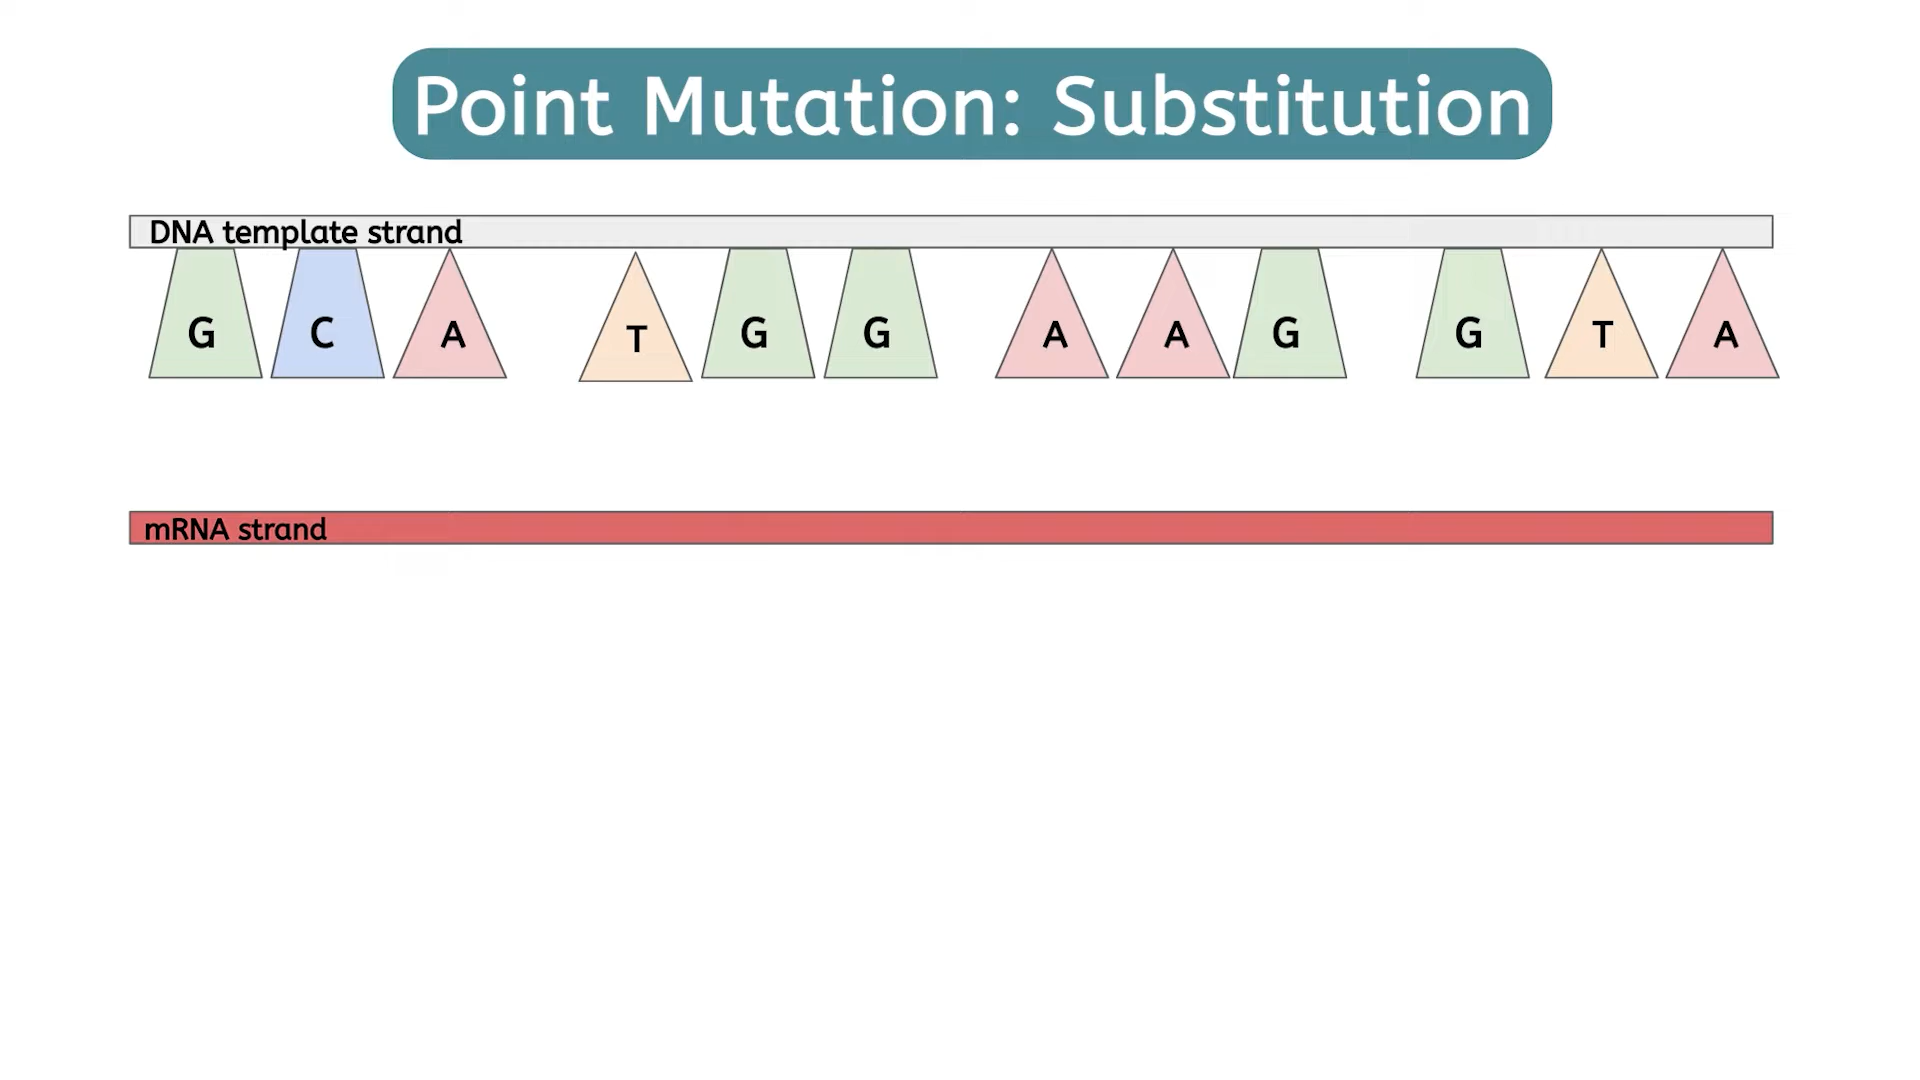 Point Mutation: Substitution
DNA template strand
G C A T G G A A G G T A
mRNA strand